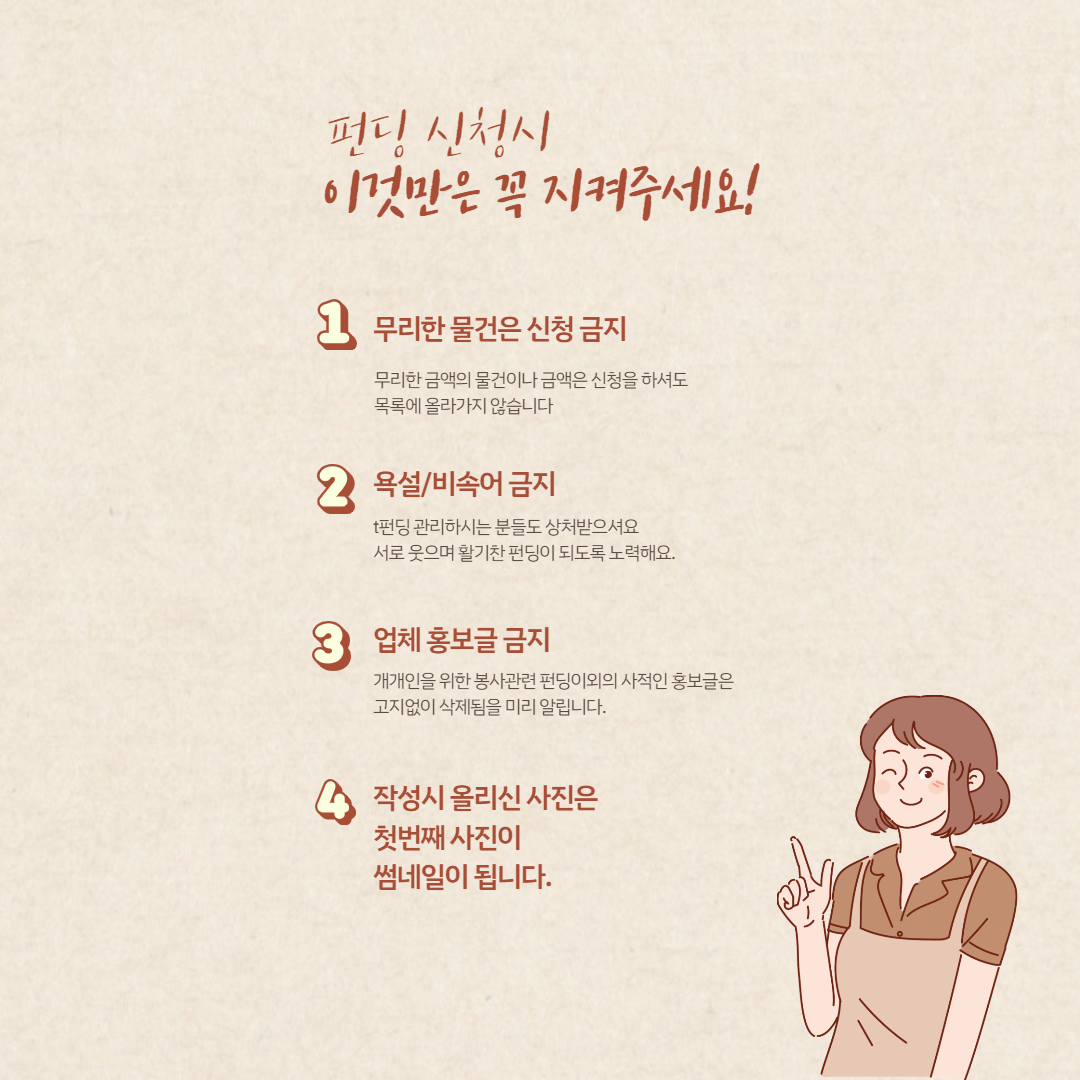 펀딩 신청시
이것만은 꼭 지켜주세요!
1 무리한 물건은 신청 금지
무리한 금액의 물건이나 금액은 신청을 하셔도
목록에 올라가지 않습니다
2 욕설/비속어 금지
t펀딩 관리하시는 분들도 상처받으셔요
서로 웃으며 활기찬 펀딩이 되도록 노력해요.
3 업체 홍보글 금지
개개인을 위한 봉사관련 펀딩이외의 사적인 홍보글은
고지없이 삭제됨을 미리 알립니다.
4 작성시 올리신 사진은
첫번째 사진이
썸네일이 됩니다.